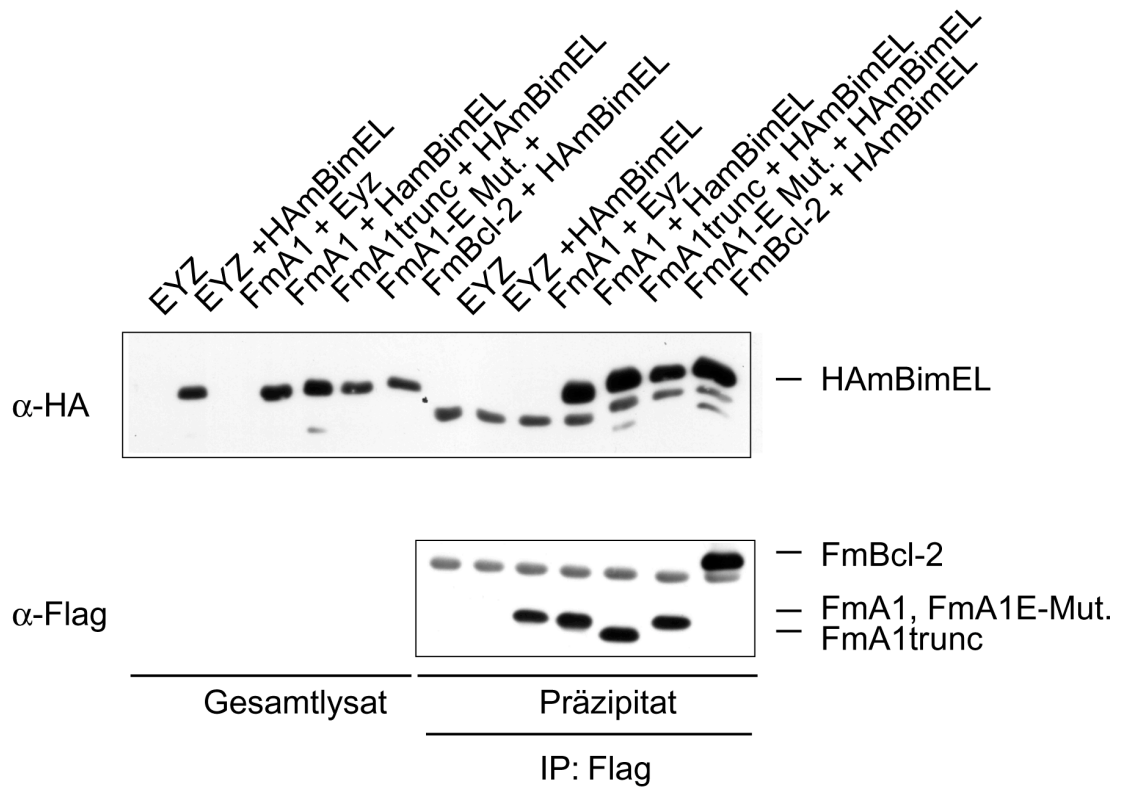 EYZ
EYZ +HAmBimEL
FmA1 + Eyz
FmA1 + HamBimEL
FmA1trunc + HAmBimEL
FmA1-E Mut. +
FmBcl-2 + HAmBimEL
EYZ
EYZ +HAmBimEL
FmA1 + Eyz
FmA1 + HamBimEL
FmA1trunc + HAmBimEL
FmA1-E Mut. + HAmBimEL
FmBcl-2 + HAmBimEL
α-HA
HAmBimEL
α-Flag
FmBcl-2
FmA1, FmA1E-Mut.
FmA1trunc
Gesamtlysat
Präzipitat
IP: Flag